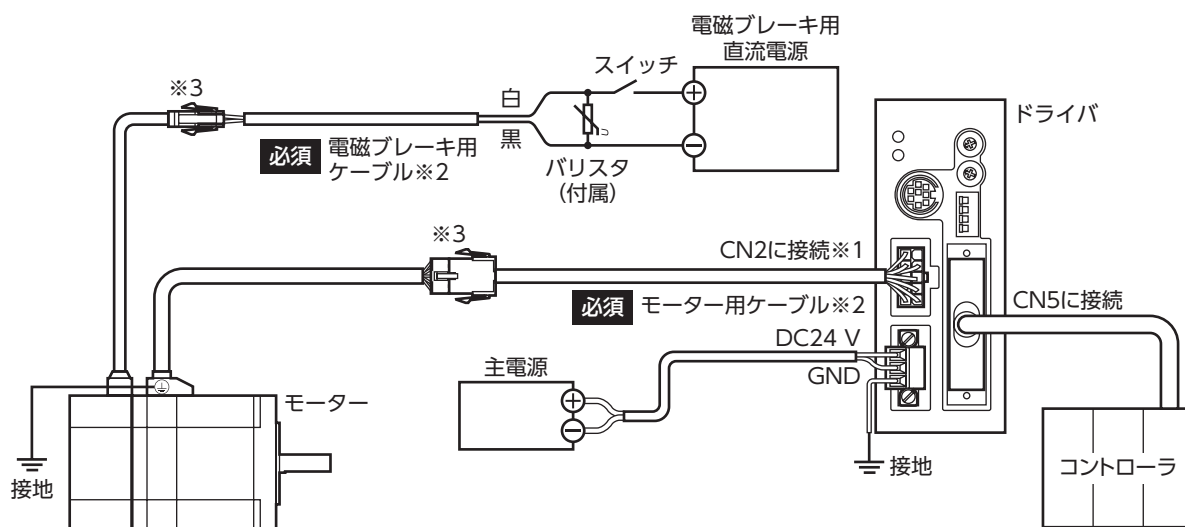 電磁ブレーキ用
直流電源
スイッチ
※3
白
黒
必須 電磁ブレーキ用
ケーブル※2
バリスタ
(付属)
ドライバ
※3
CN2に接続※1
必須 モーター用ケーブル※2
CN5に接続
DC24 V
GND
主電源
モーター
接地
接地
コントローラ